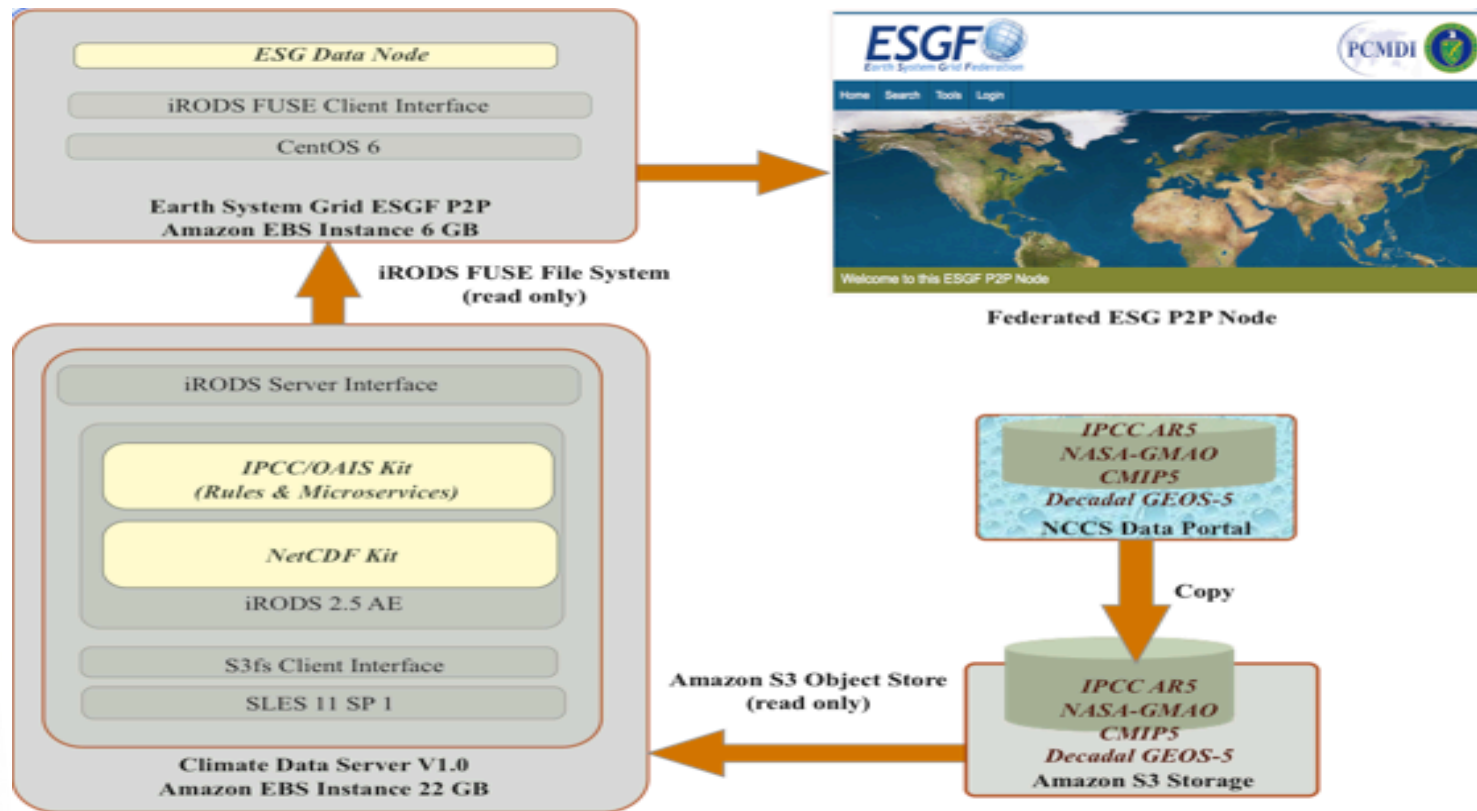 ESG Data Node
iRODS FUSE Client Interface
CentOS 6
Earth System Grid ESGF P2P
Amazon EBS Instance 6 GB
ESGF
Earth System Grid Federation
PCMDI
Home Search Tools Login
Welcome to this ESGF P2P Node
Federated ESG P2P Node
iRODS FUSE File System
(read only)
iRODS Server Interface
IPCC/OAIS Kit
(Rules & Microservices)
NetCDF Kit
iRODS 2.5 AE
S3fs Client Interface
SLES 11 SP 1
Climate Data Server V1.0
Amazon EBS Instance 22 GB
IPCC AR5
NASA-GMAO
CMIP5
Decadal GEOS-5
NCCS Data Portal
Copy
Amazon S3 Object Store
(read only)
IPCC AR5
NASA-GMAO
CMIP5
Decadal GEOS-5
Amazon S3 Storage